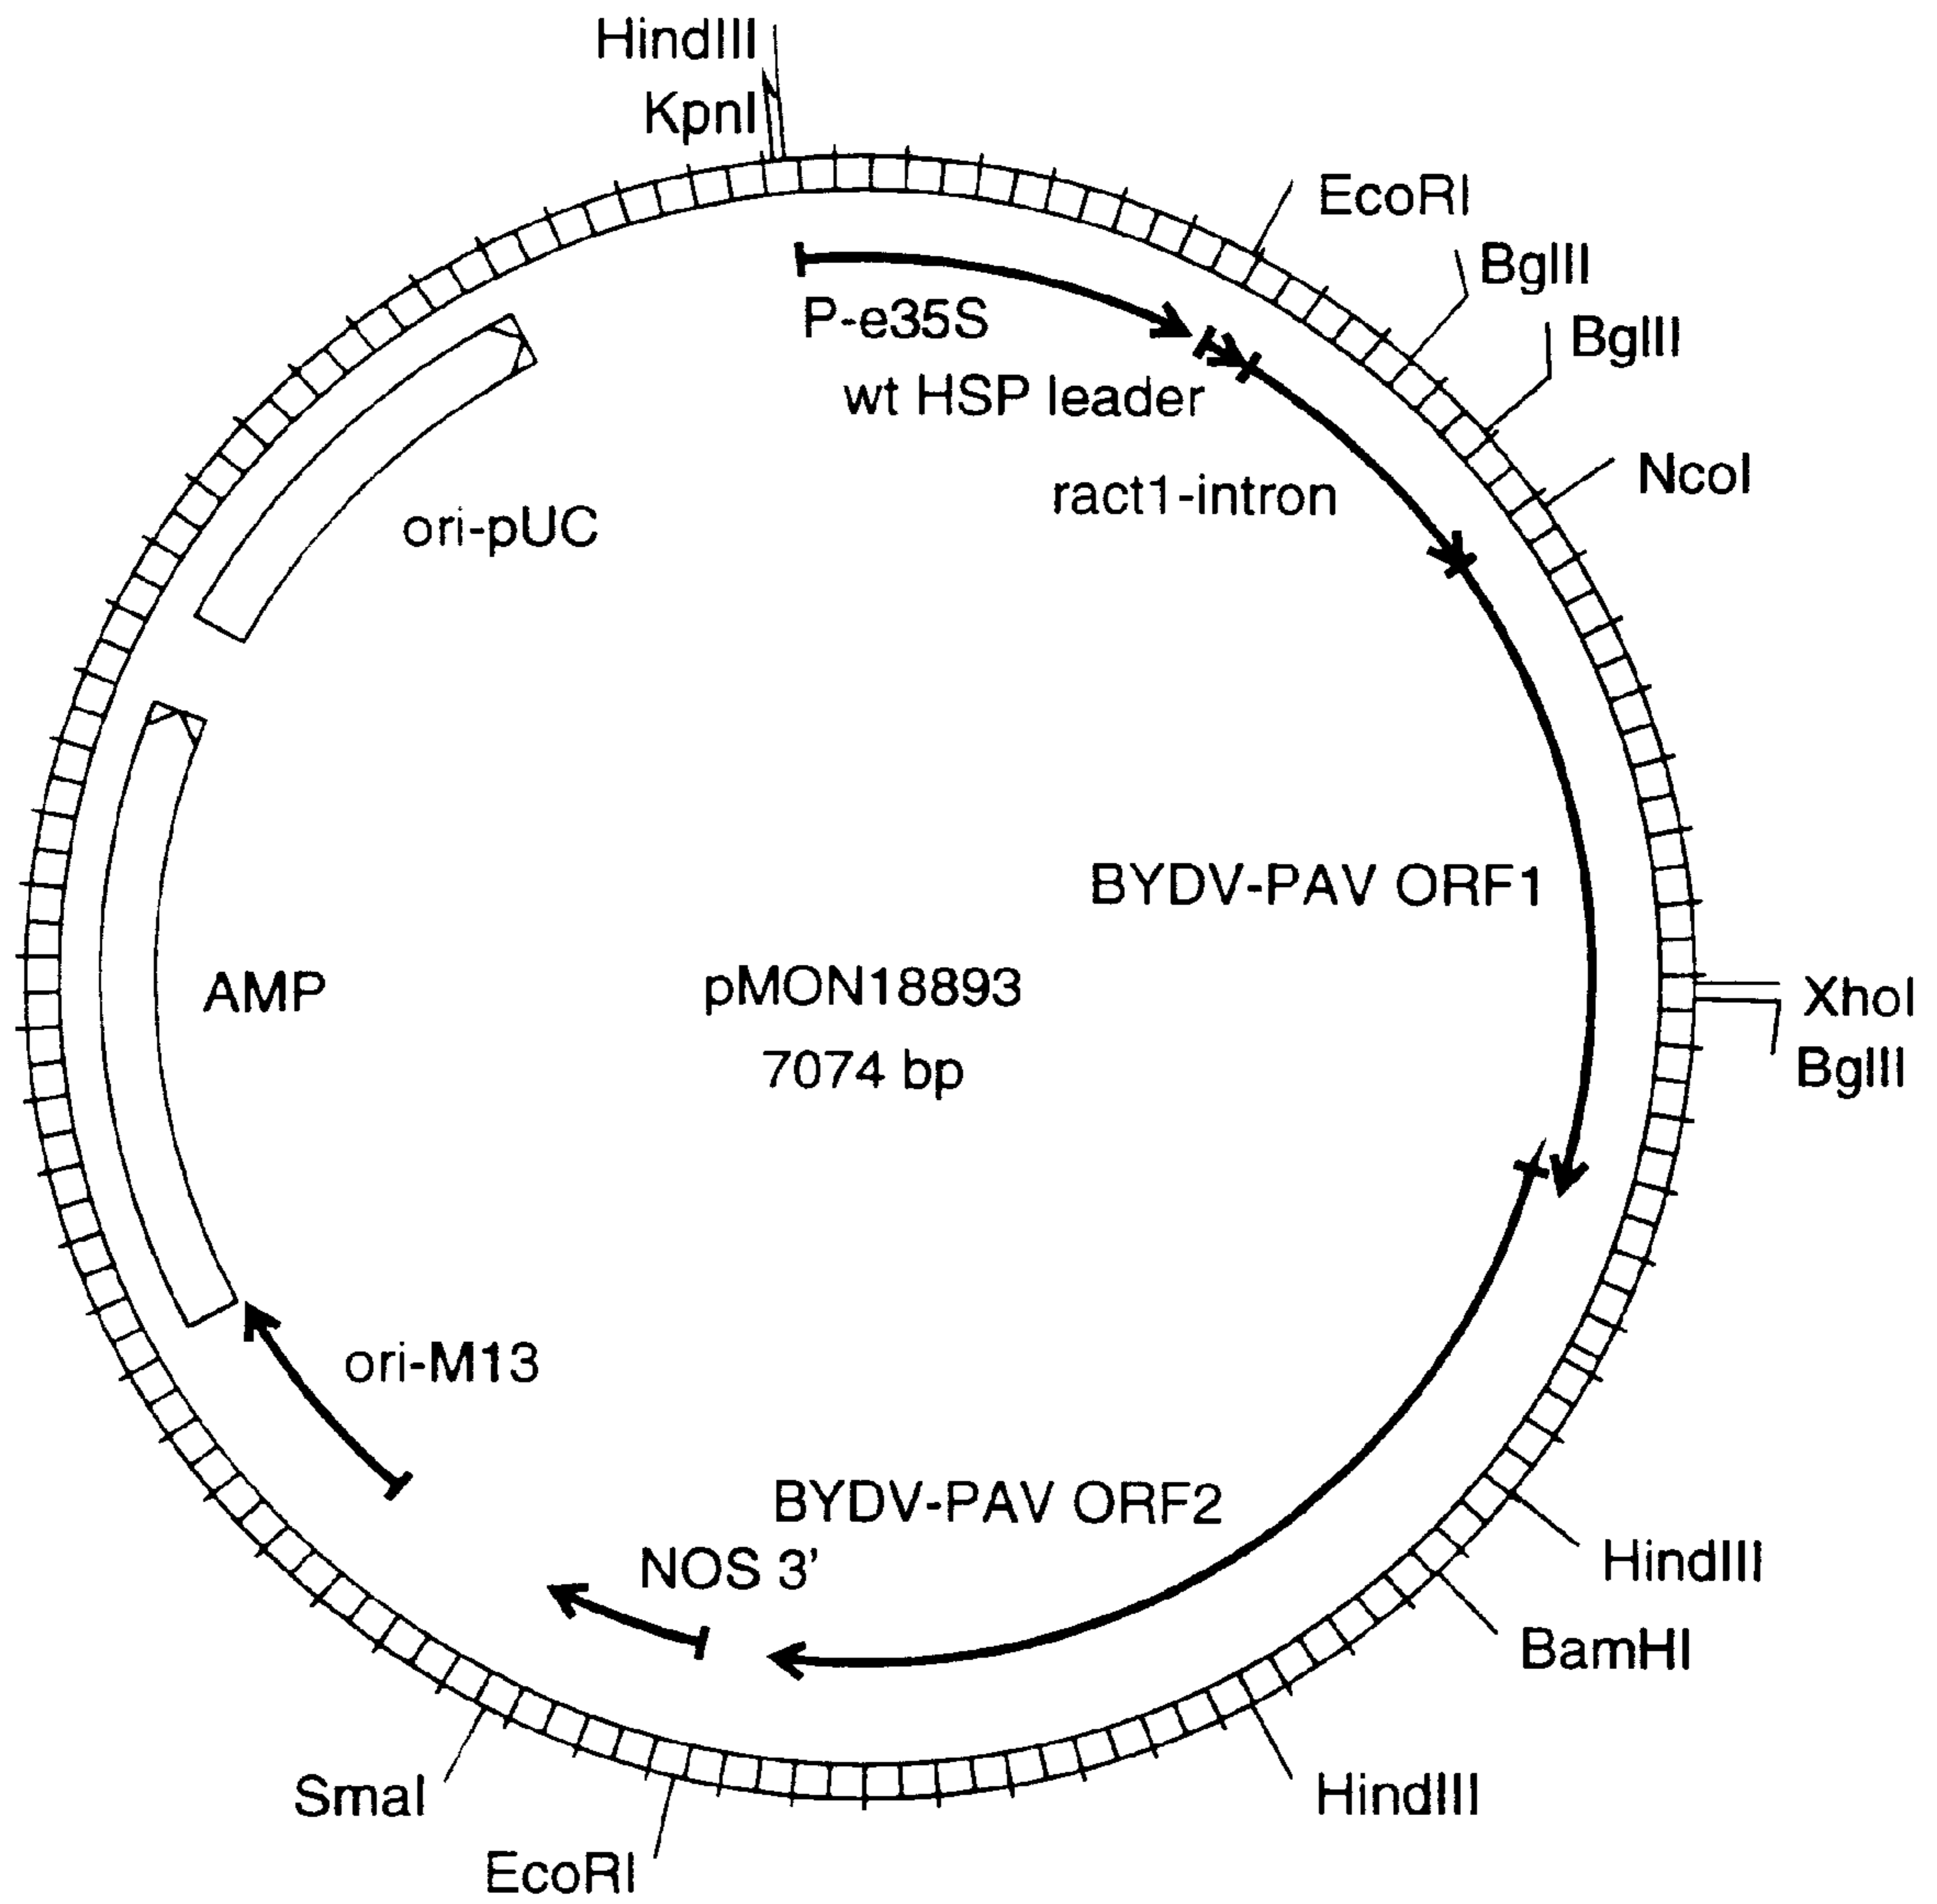 HindIII
KpnI
EcoRI
BglII
BglII
P-e35S
wt HSP leader
NcoI
ract1-intron
ori-pUC
BYDV-PAV ORF1
AMP
pMON18893
7074 bp
XhoI
BglII
ori-M13
BYDV-PAV ORF2
NOS 3'
HindIII
BamHI
SmaI
HindIII
EcoRI